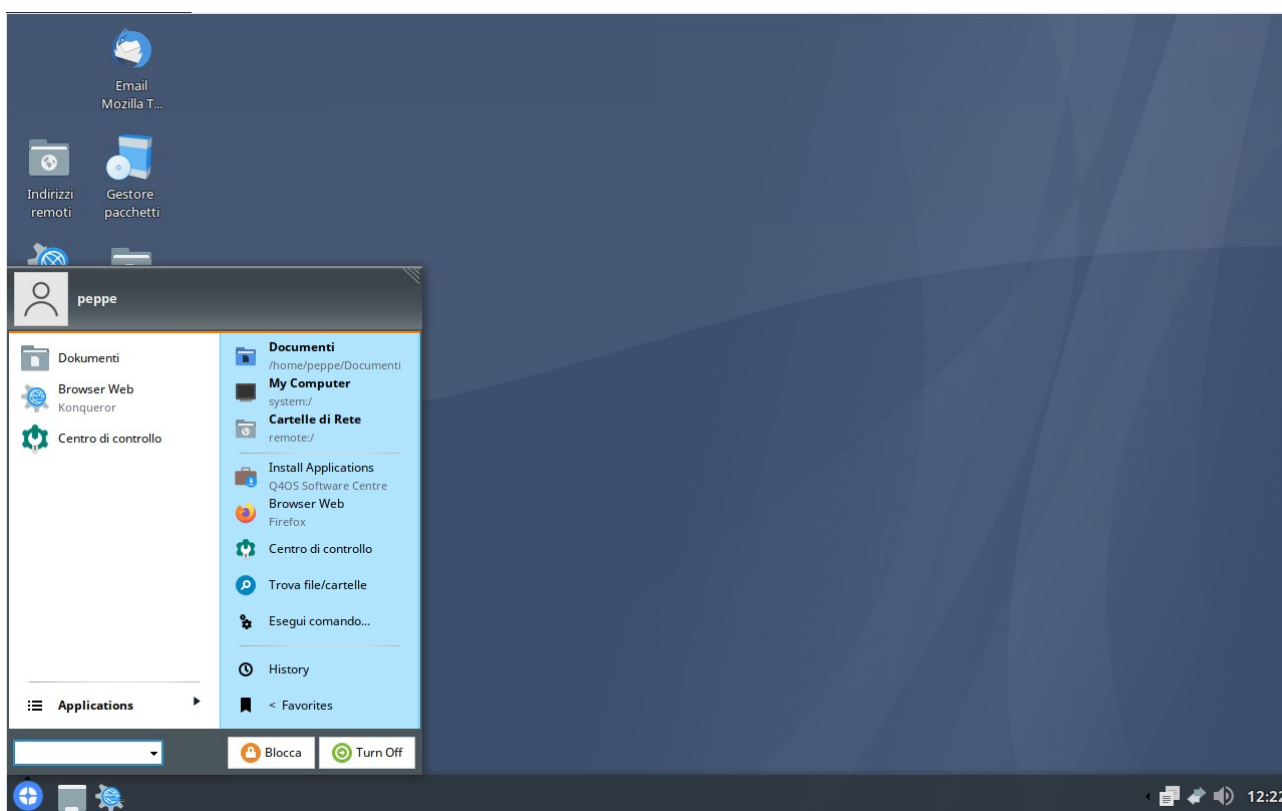 Email
Mozilla T...
Indirizzi
remoti
Gestore
pacchetti
peppe
Dokumenti
Browser Web
Konqueror
Centro di controllo
Applications
Documenti
/home/peppe/Documenti
My Computer
system:/
Cartelle di Rete
remote:/
Install Applications
Q4OS Software Centre
Browser Web
Firefox
Centro di controllo
Trova file/cartelle
Esegui comando...
History
< Favorites
Blocca
Turn Off
12:22